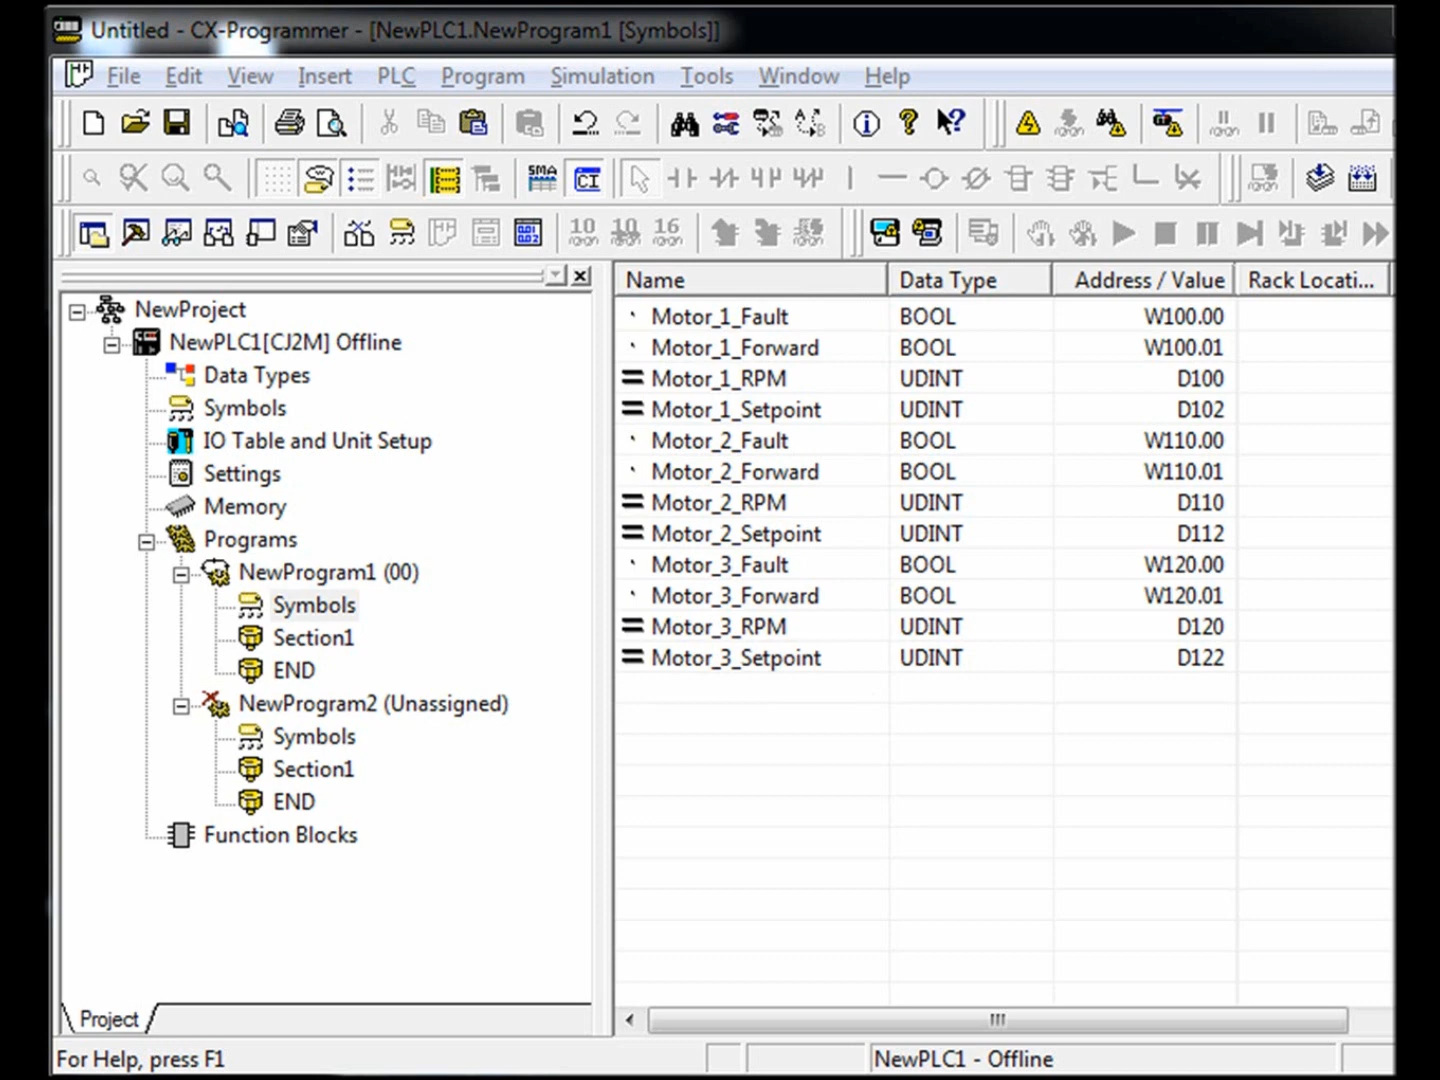 Untitled - CX-Programmer - [NewPLC1.NewProgram1 [Symbols]]
File Edit View Insert PLC Program Simulation Tools Window Help
SMA CI
10 10 16
NewProject
NewPLC1[CJ2M] Offline
Data Types
Symbols
IO Table and Unit Setup
Settings
Memory
Programs
NewProgram1 (00)
Symbols
Section1
END
NewProgram2 (Unassigned)
Symbols
Section1
END
Function Blocks
Project
Name Data Type Address / Value Rack Locati...
Motor_1_Fault BOOL W100.00
Motor_1_Forward BOOL W100.01
Motor_1_RPM UDINT D100
Motor_1_Setpoint UDINT D102
Motor_2_Fault BOOL W110.00
Motor_2_Forward BOOL W110.01
Motor_2_RPM UDINT D110
Motor_2_Setpoint UDINT D112
Motor_3_Fault BOOL W120.00
Motor_3_Forward BOOL W120.01
Motor_3_RPM UDINT D120
Motor_3_Setpoint UDINT D122
For Help, press F1 NewPLC1 - Offline